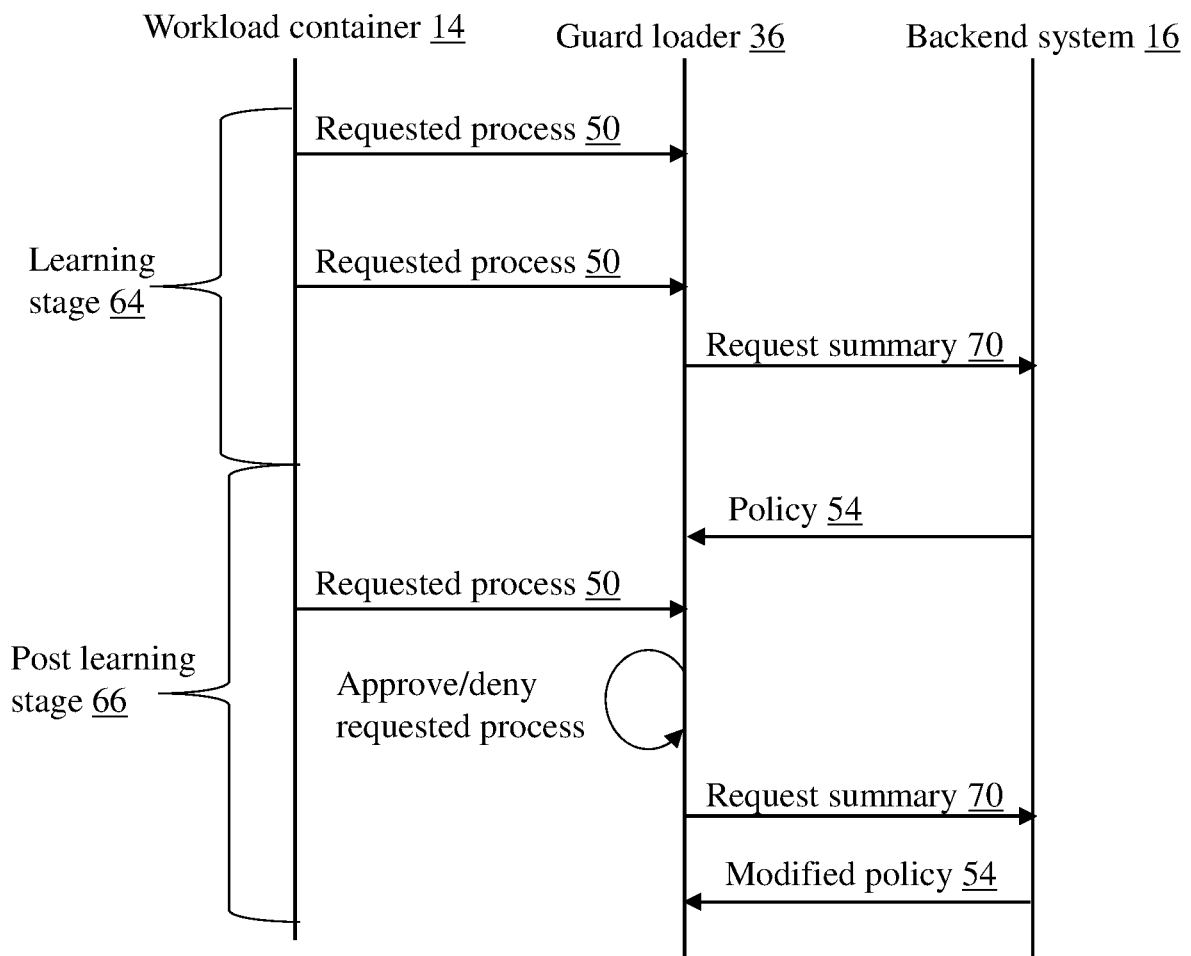 Workload container 14
Guard loader 36
Backend system 16
Requested process 50
Learning
stage 64
Requested process 50
Request summary 70
Policy 54
Requested process 50
Post learning
stage 66
Approve/deny
requested process
Request summary 70
Modified policy 54